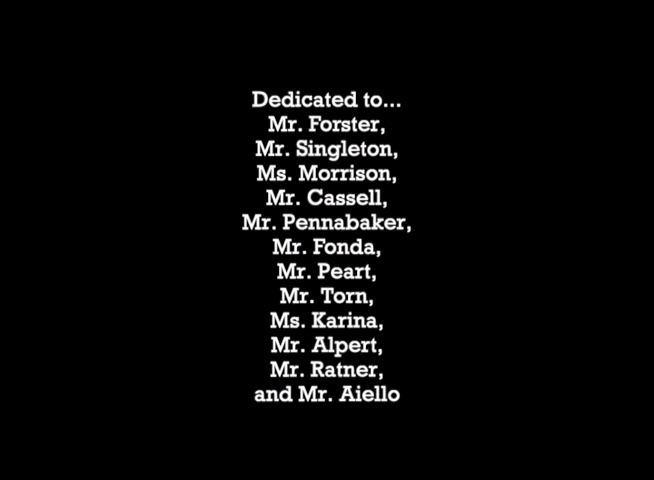 Dedicated to...
Mr. Forster,
Mr. Singleton,
Ms. Morrison,
Mr. Cassell,
Mr. Pennabaker,
Mr. Fonda,
Mr. Peart,
Mr. Torn,
Ms. Karina,
Mr. Alpert,
Mr. Ratner,
and Mr. Aiello